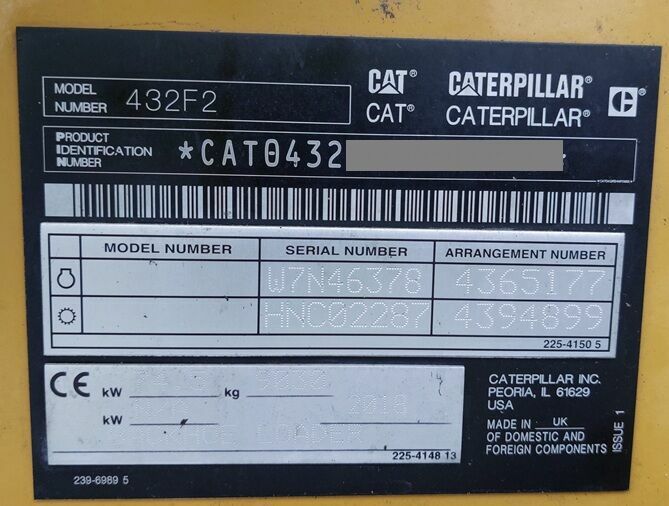 MODEL NUMBER 432F2
CAT® CATERPILLAR® C
CAT® CATERPILLAR®
PRODUCT IDENTIFICATION NUMBER *CAT0432
MODEL NUMBER SERIAL NUMBER ARRANGEMENT NUMBER
W7N46378 4365177
HNC02287 4394899
225-4150 5
CE kW kg
kW 2018
225-4148 13
CATERPILLAR INC.
PEORIA, IL 61629
USA
MADE IN UK
OF DOMESTIC AND
FOREIGN COMPONENTS
ISSUE 1
239-6989 5